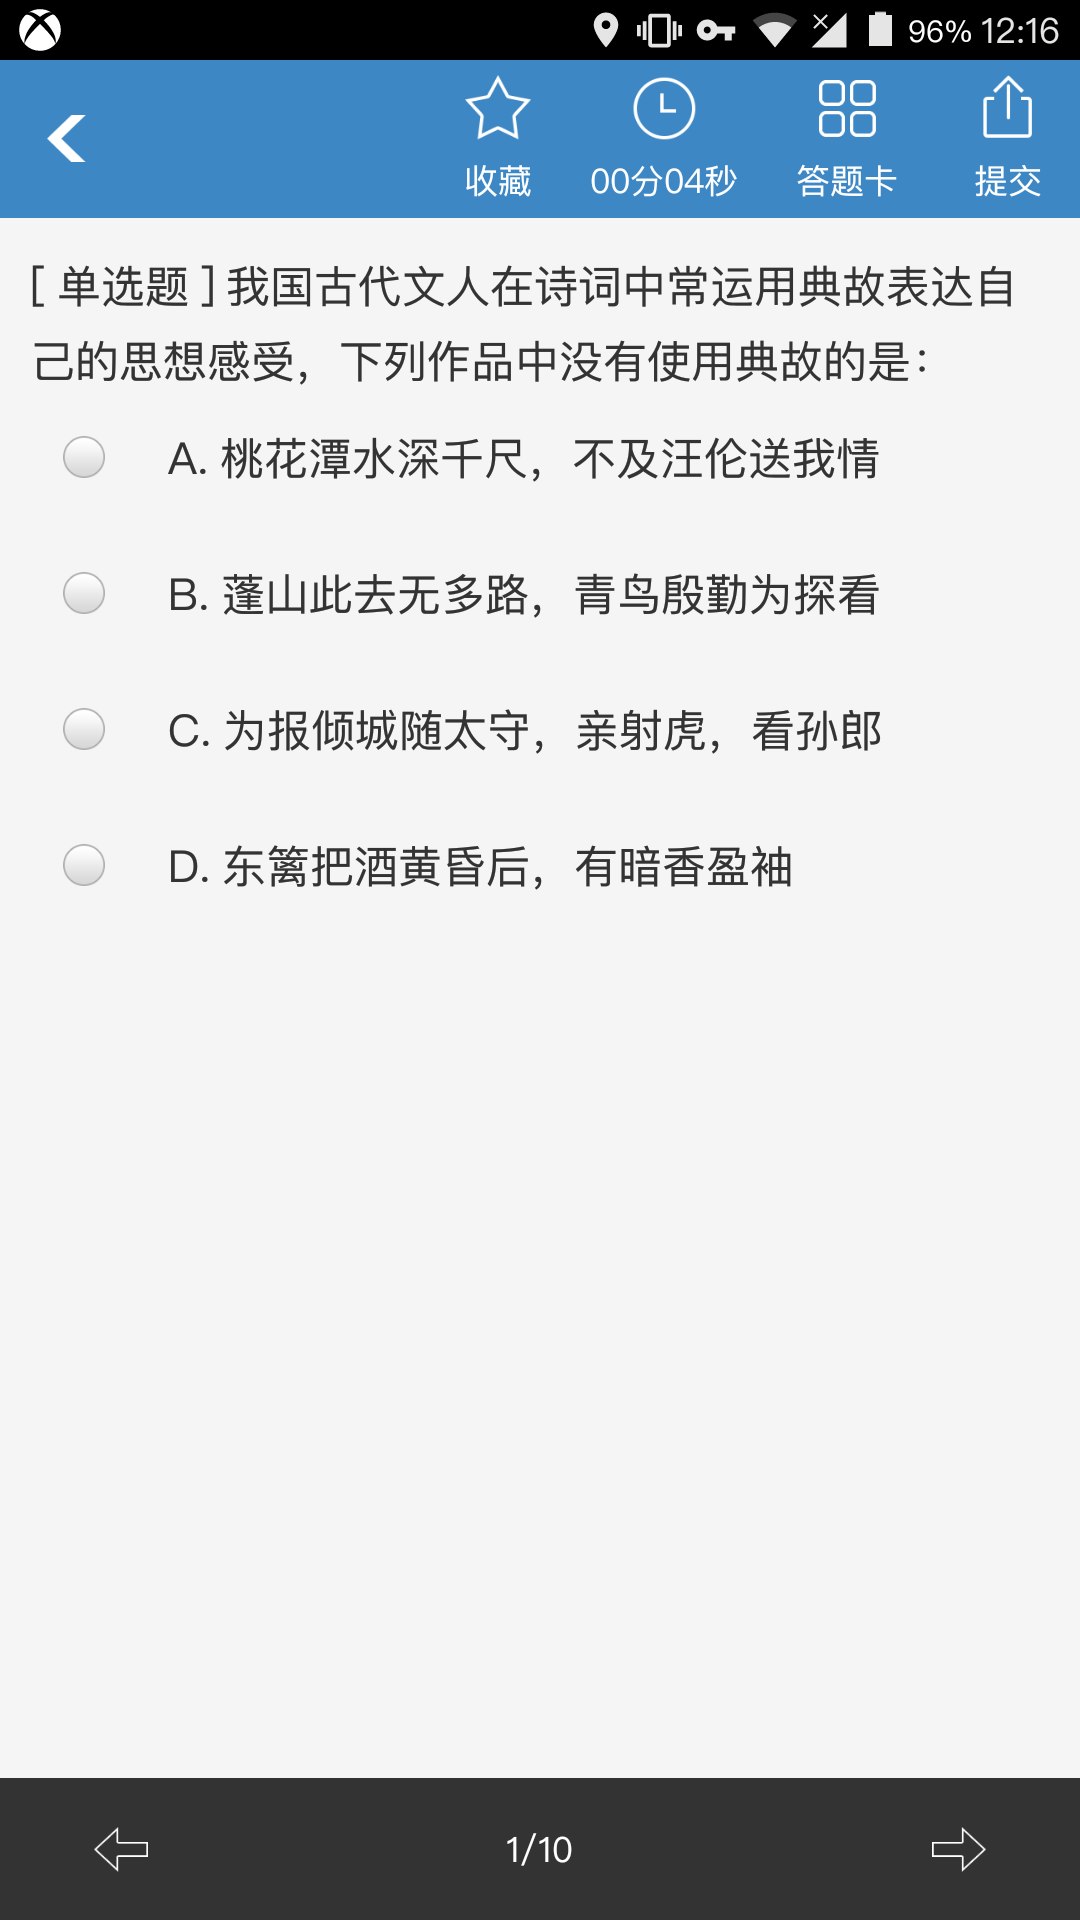 96% 12:16
收藏 00分04秒 答题卡 提交
[ 单选题 ] 我国古代文人在诗词中常运用典故表达自
己的思想感受，下列作品中没有使用典故的是：
A. 桃花潭水深千尺，不及汪伦送我情
B. 蓬山此去无多路，青鸟殷勤为探看
C. 为报倾城随太守，亲射虎，看孙郎
D. 东篱把酒黄昏后，有暗香盈袖
1/10